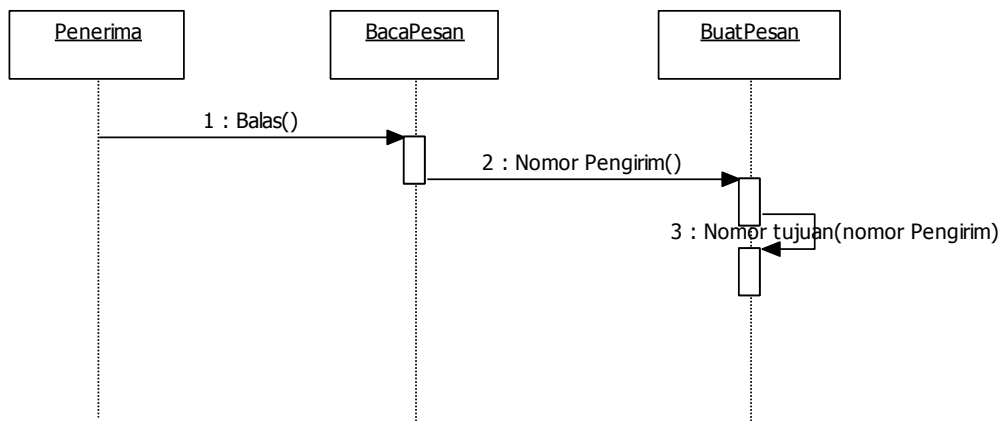 Penerima
BacaPesan
BuatPesan
1 : Balas()
2 : Nomor Pengirim()
3 : Nomor tujuan(nomor Pengirim)